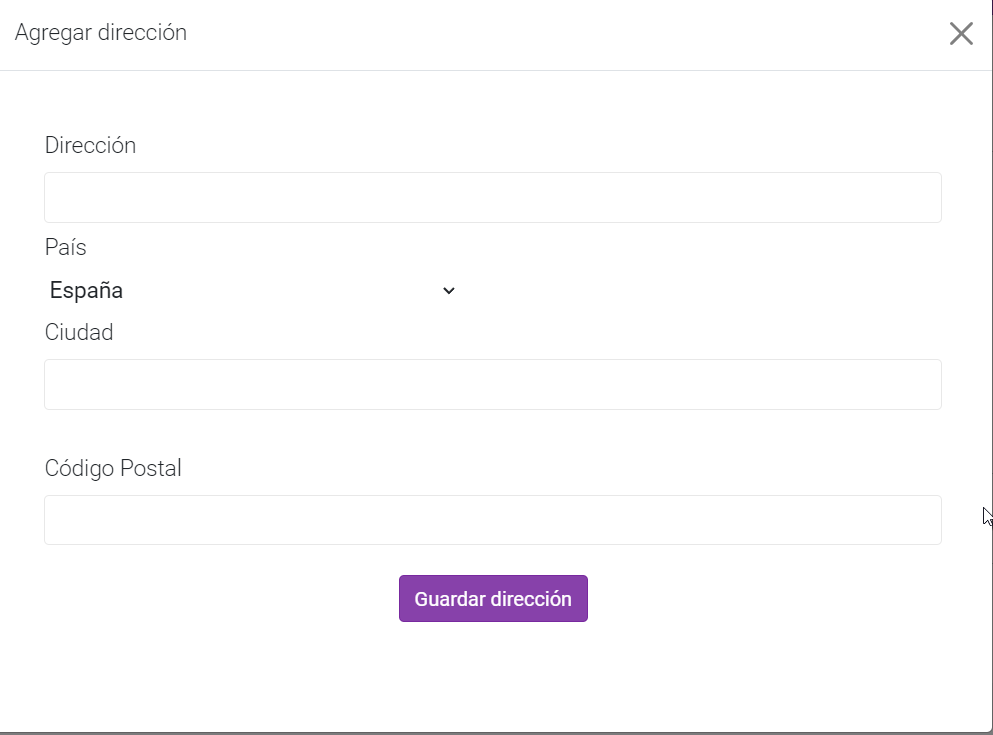 Agregar dirección
Dirección
País
España
Ciudad
Código Postal
Guardar dirección